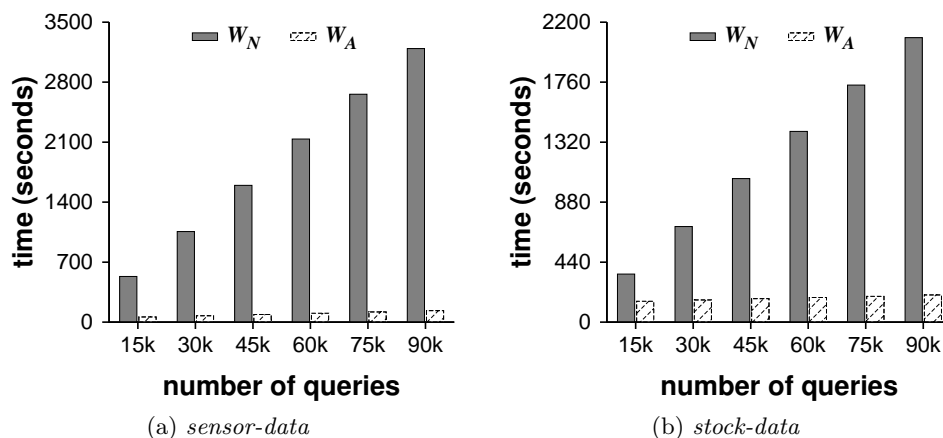 3500
2800
2100
1400
700
0
time (seconds)
W_N W_A
15k 30k 45k 60k 75k 90k
number of queries
(a) sensor-data
2200
1760
1320
880
440
0
time (seconds)
W_N W_A
15k 30k 45k 60k 75k 90k
number of queries
(b) stock-data